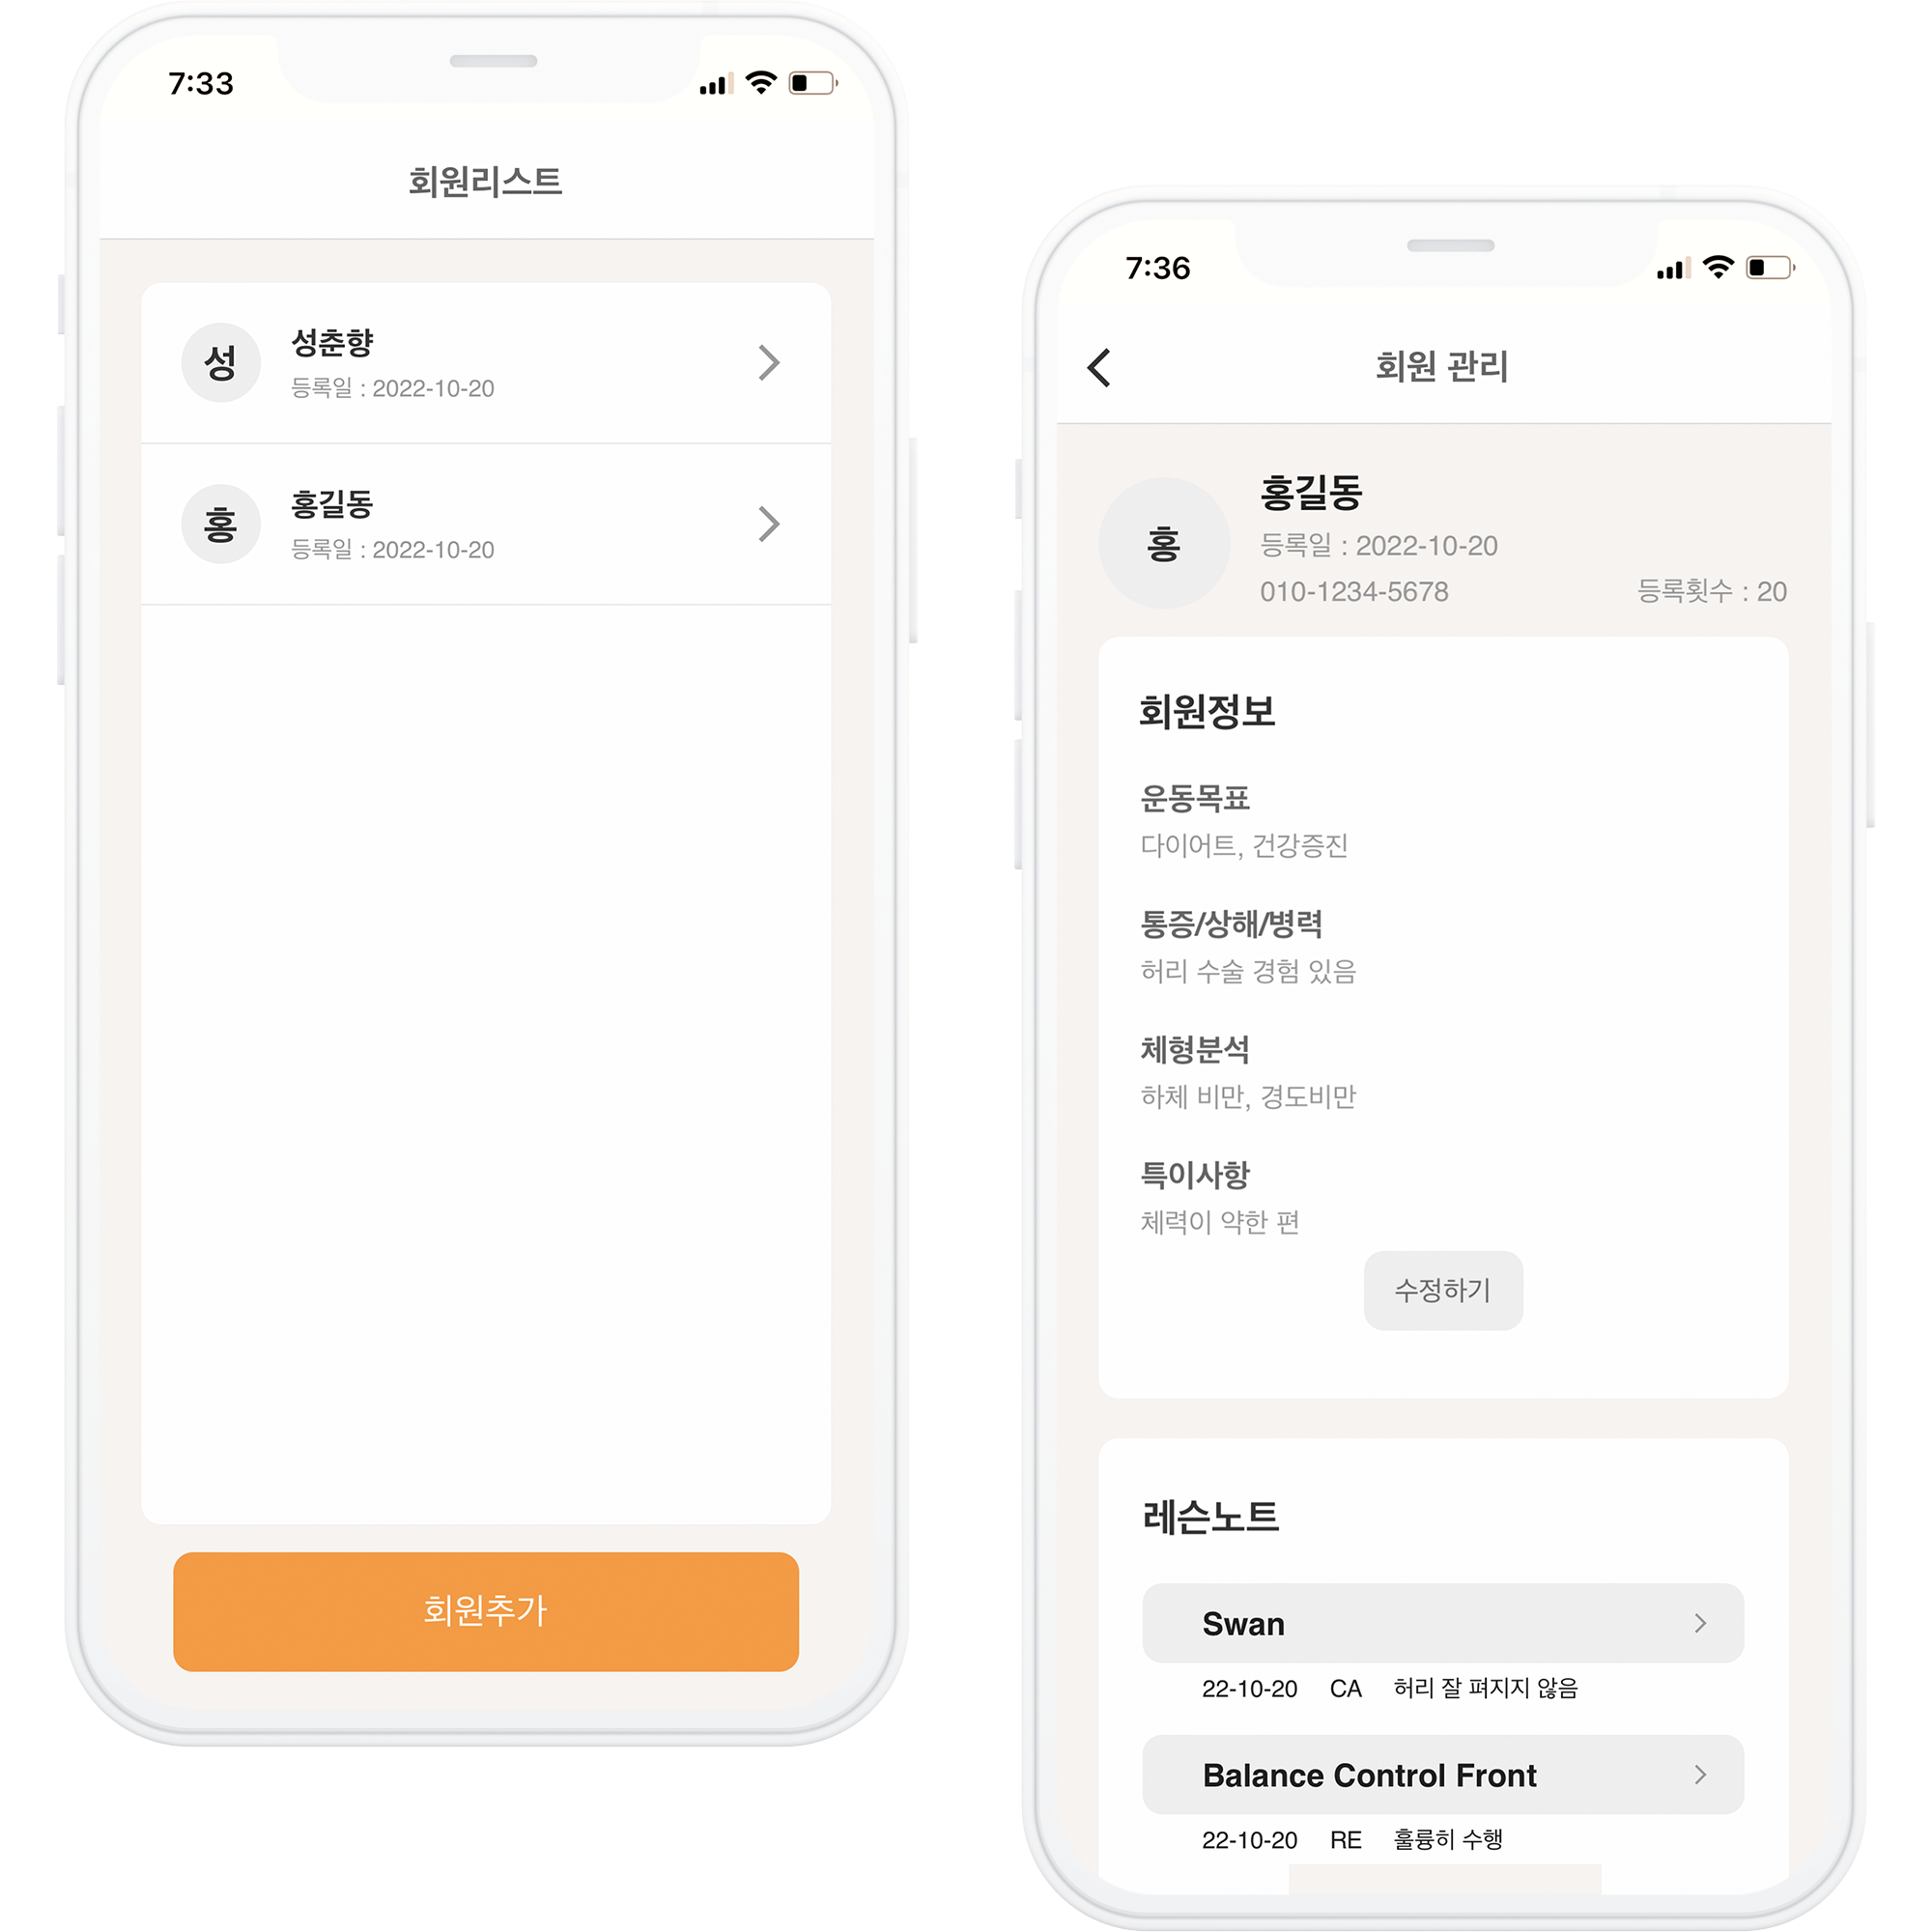 7:33
회원리스트
성
성춘향
등록일 : 2022-10-20
홍
홍길동
등록일 : 2022-10-20
회원추가
7:36
회원 관리
홍
홍길동
등록일 : 2022-10-20
010-1234-5678 등록횟수 : 20
회원정보
운동목표
다이어트, 건강증진
통증/상해/병력
허리 수술 경험 있음
체형분석
하체 비만, 경도비만
특이사항
체력이 약한 편
수정하기
레슨노트
Swan
22-10-20 CA 허리 잘 펴지지 않음
Balance Control Front
22-10-20 RE 훌륭히 수행